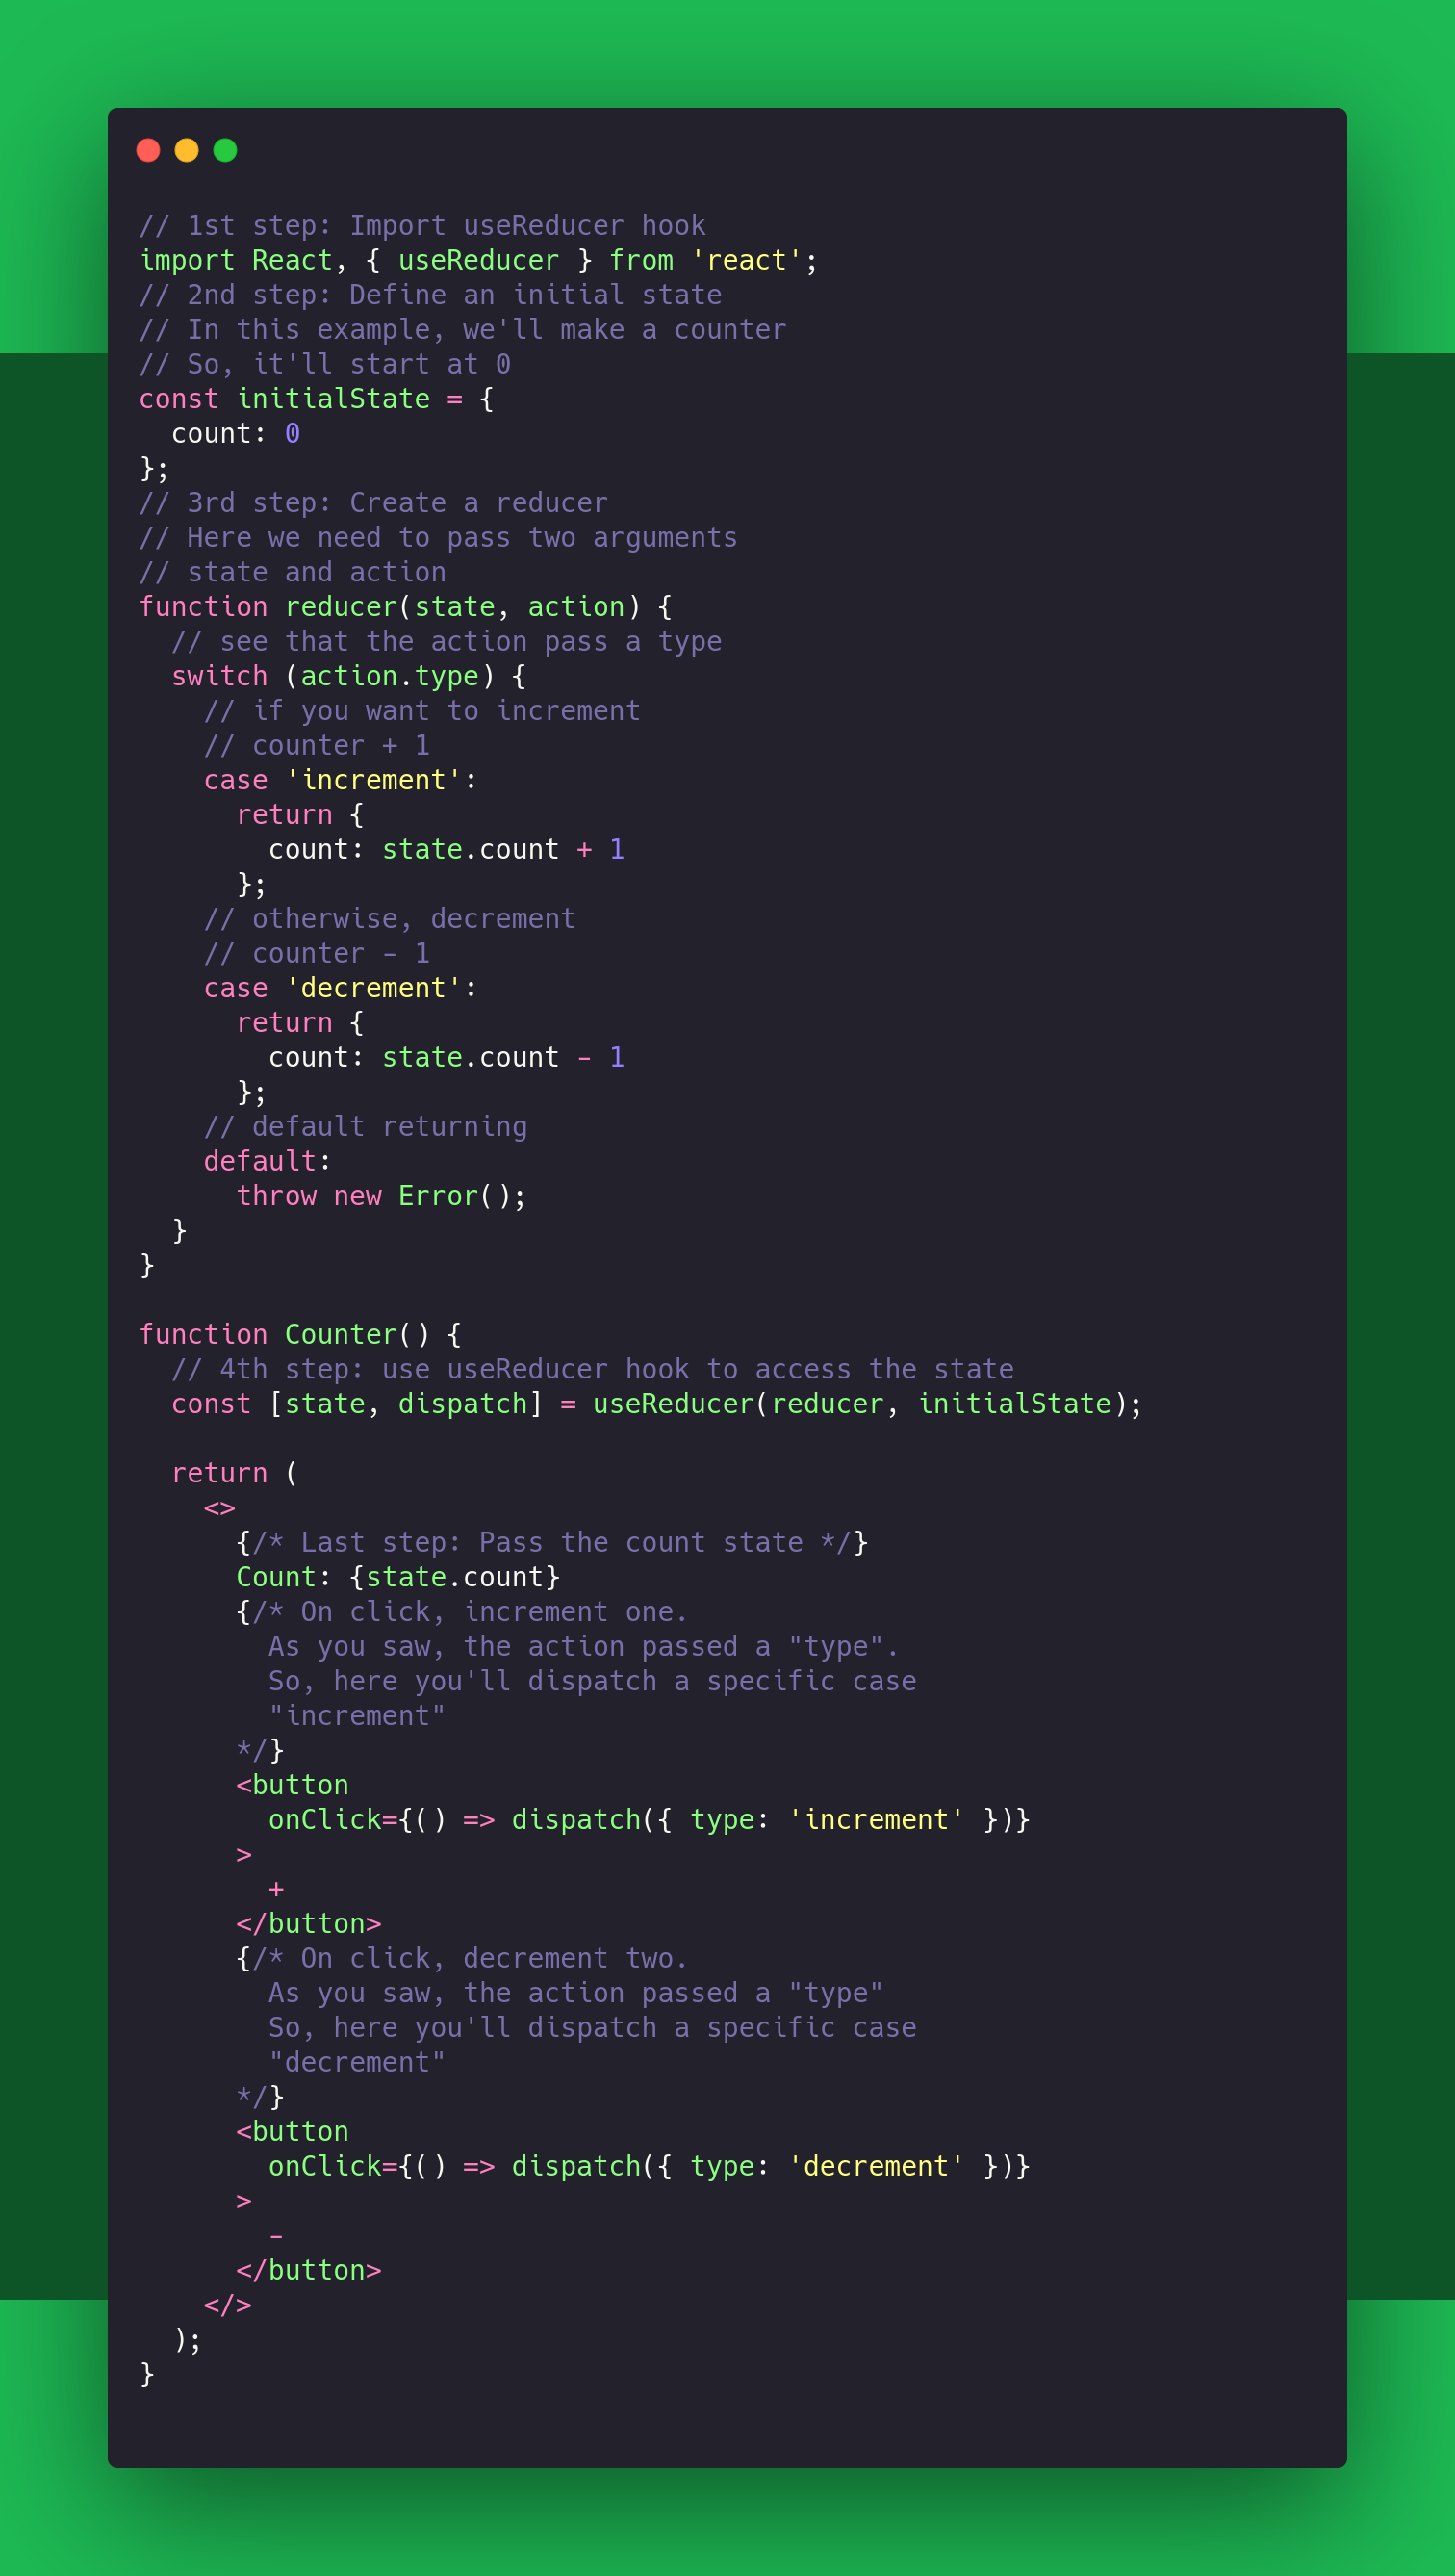 // 1st step: Import useReducer hook
import React, { useReducer } from 'react';
// 2nd step: Define an initial state
// In this example, we'll make a counter
// So, it'll start at 0
const initialState = {
  count: 0
};
// 3rd step: Create a reducer
// Here we need to pass two arguments
// state and action
function reducer(state, action) {
  // see that the action pass a type
  switch (action.type) {
    // if you want to increment
    // counter + 1
    case 'increment':
      return {
        count: state.count + 1
      };
    // otherwise, decrement
    // counter - 1
    case 'decrement':
      return {
        count: state.count - 1
      };
    // default returning
    default:
      throw new Error();
  }
}

function Counter() {
  // 4th step: use useReducer hook to access the state
  const [state, dispatch] = useReducer(reducer, initialState);

  return (
    <>
      {/* Last step: Pass the count state */}
      Count: {state.count}
      {/* On click, increment one.
        As you saw, the action passed a "type".
        So, here you'll dispatch a specific case
        "increment"
      */}
      <button
        onClick={() => dispatch({ type: 'increment' })}
      >
        +
      </button>
      {/* On click, decrement two.
        As you saw, the action passed a "type"
        So, here you'll dispatch a specific case
        "decrement"
      */}
      <button
        onClick={() => dispatch({ type: 'decrement' })}
      >
        -
      </button>
    </>
  );
}